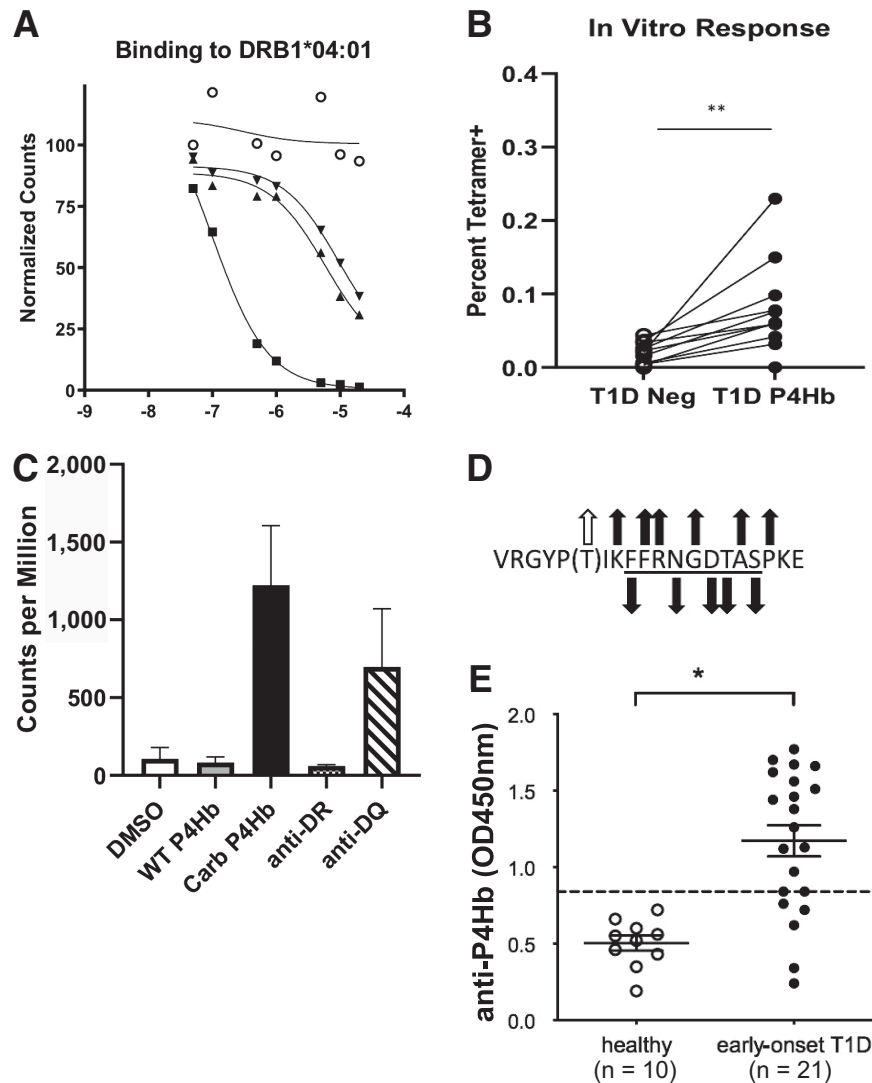 A
Binding to DRB1*04:01
Normalized Counts
100
75
50
25
0
-9 -8 -7 -6 -5 -4
B
In Vitro Response
Percent Tetramer+
0.4
0.3
0.2
0.1
0.0
**
T1D Neg T1D P4Hb
C
Counts per Million
2,000
1,500
1,000
500
0
DMSO
WT P4Hb
Carb P4Hb
anti-DR
anti-DQ
D
VRGYP(T)IKFFRNGDTASPKE
E
*
anti-P4Hb (OD450nm)
2.0
1.5
1.0
0.5
0.0
healthy early-onset T1D
(n = 10) (n = 21)